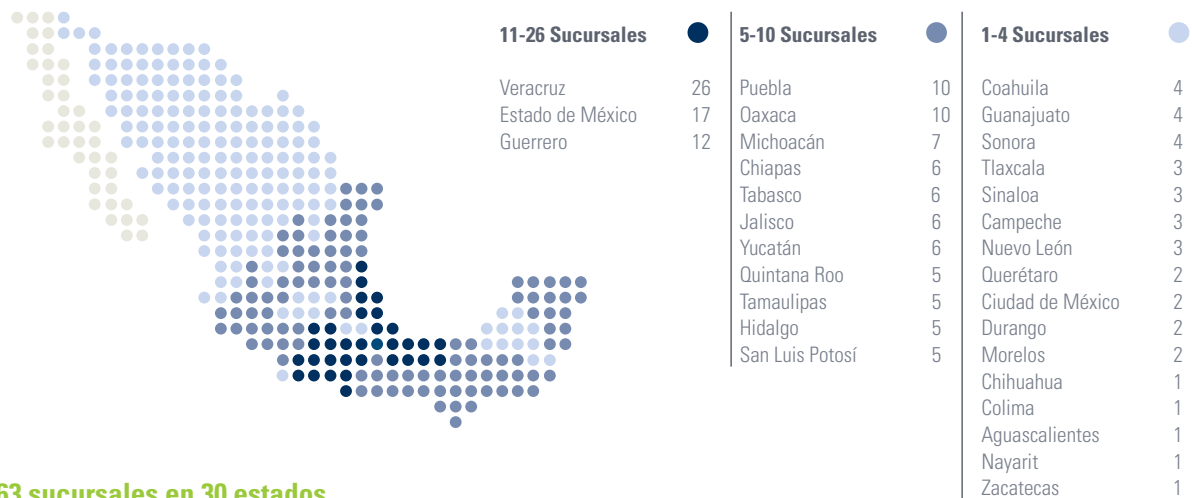 11-26 Sucursales
Veracruz 26
Estado de México 17
Guerrero 12
5-10 Sucursales
Puebla 10
Oaxaca 10
Michoacán 7
Chiapas 6
Tabasco 6
Jalisco 6
Yucatán 6
Quintana Roo 5
Tamaulipas 5
Hidalgo 5
San Luis Potosí 5
1-4 Sucursales
Coahuila 4
Guanajuato 4
Sonora 4
Tlaxcala 3
Sinaloa 3
Campeche 3
Nuevo León 3
Querétaro 2
Ciudad de México 2
Durango 2
Morelos 2
Chihuahua 1
Colima 1
Aguascalientes 1
Nayarit 1
Zacatecas 1
63 sucursales en 30 estados